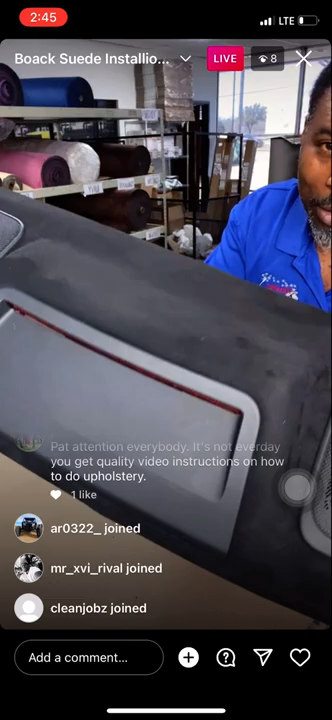 2:45
LTE
Boack Suede Installio...
LIVE
8
Pat attention everybody. It's not everday
you get quality video instructions on how
to do upholstery.
1 like
ar0322_ joined
mr_xvi_rival joined
cleanjobz joined
Add a comment...